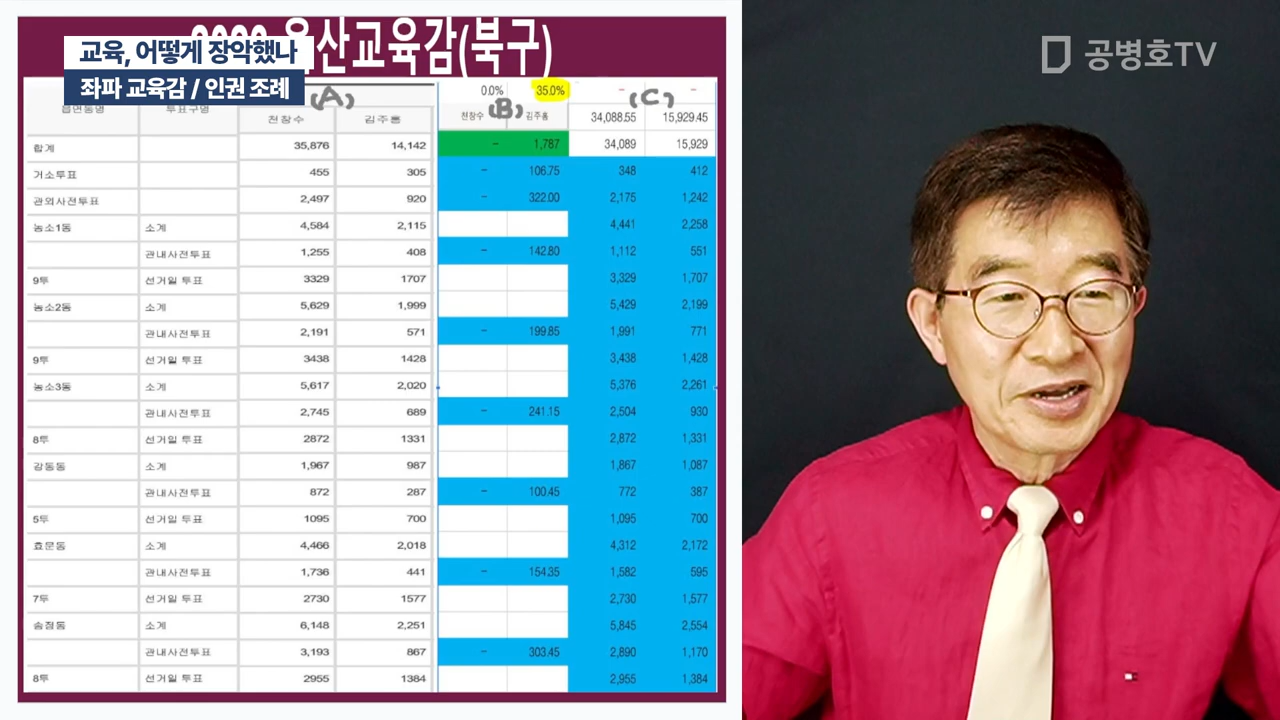 울산교육감(북구)
교육, 어떻게 장악했나
좌파 교육감 / 인권 조례
공병호TV
(A) (B) (C)
0.0% 35.0% – –
읍면동명 투표구명 천창수 김주홍 천창수 김주홍 34,088.55 15,929.45
합계 35,876 14,142 – 1,787 34,089 15,929
거소투표 455 305 – 106.75 348 412
관외사전투표 2,497 920 – 322.00 2,175 1,242
농소1동 소계 4,584 2,115 4,441 2,258
관내사전투표 1,255 408 – 142.80 1,112 551
9투 선거일 투표 3329 1707 3,329 1,707
농소2동 소계 5,629 1,999 5,429 2,199
관내사전투표 2,191 571 – 199.85 1,991 771
9투 선거일 투표 3438 1428 3,438 1,428
농소3동 소계 5,617 2,020 5,376 2,261
관내사전투표 2,745 689 – 241.15 2,504 930
8투 선거일 투표 2872 1331 2,872 1,331
강동동 소계 1,967 987 1,867 1,087
관내사전투표 872 287 – 100.45 772 387
5투 선거일 투표 1095 700 1,095 700
효문동 소계 4,466 2,018 4,312 2,172
관내사전투표 1,736 441 – 154.35 1,582 595
7투 선거일 투표 2730 1577 2,730 1,577
송정동 소계 6,148 2,251 5,845 2,554
관내사전투표 3,193 867 – 303.45 2,890 1,170
8투 선거일 투표 2955 1384 2,955 1,384